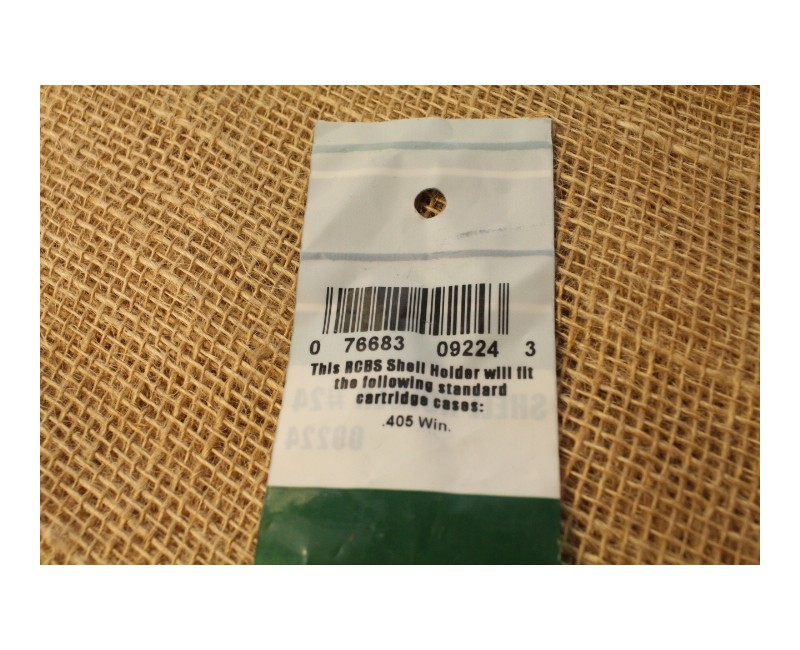 0 76683 09224 3
This RCBS Shell Holder will fit
the following standard
cartridge cases:
.405 Win.